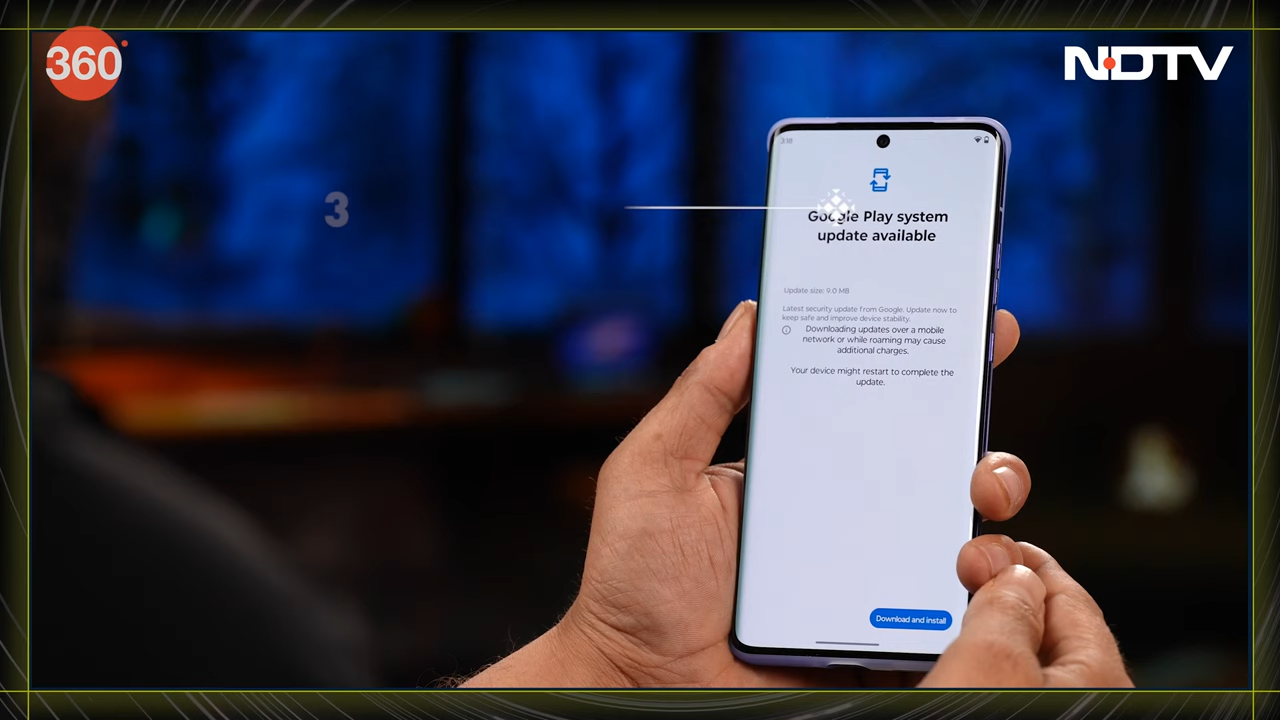 360
NDTV
3
3:18
Google Play system
update available
Update size: 9.0 MB
Latest security update from Google. Update now to
keep safe and improve device stability.
Downloading updates over a mobile
network or while roaming may cause
additional charges.
Your device might restart to complete the
update.
Download and install